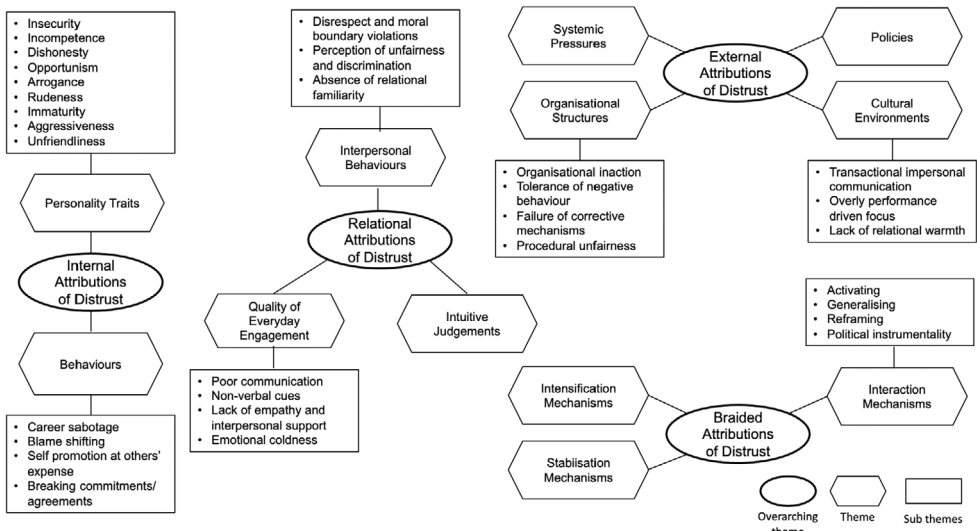 • Insecurity
• Incompetence
• Dishonesty
• Opportunism
• Arrogance
• Rudeness
• Immaturity
• Aggressiveness
• Unfriendliness
Personality Traits
Internal
Attributions
of Distrust
Behaviours
• Career sabotage
• Blame shifting
• Self promotion at others'
expense
• Breaking commitments/
agreements
• Disrespect and moral
boundary violations
• Perception of unfairness
and discrimination
• Absence of relational
familiarity
Interpersonal
Behaviours
Relational
Attributions
of Distrust
Quality of
Everyday
Engagement
Intuitive
Judgements
• Poor communication
• Non-verbal cues
• Lack of empathy and
interpersonal support
• Emotional coldness
Systemic
Pressures
External
Attributions
of Distrust
Policies
Organisational
Structures
Cultural
Environments
• Organisational inaction
• Tolerance of negative
behaviour
• Failure of corrective
mechanisms
• Procedural unfairness
• Transactional impersonal
communication
• Overly performance
driven focus
• Lack of relational warmth
• Activating
• Generalising
• Reframing
• Political instrumentality
Intensification
Mechanisms
Interaction
Mechanisms
Braided
Attributions
of Distrust
Stabiisation
Mechanisms
Overarching
theme
Theme
Sub themes